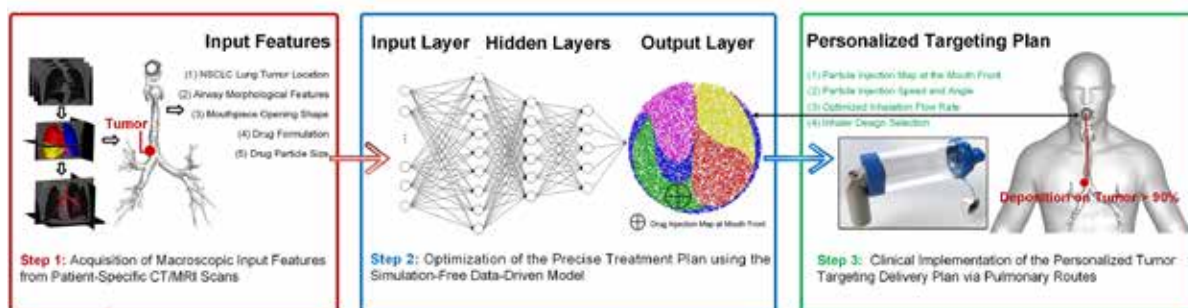 Input Features
(1) NSCLC Lung Tumor Location
(2) Airway Morphological Features
(3) Mouthpiece Opening Shape
(4) Drug Formulation
(5) Drug Particle Size
Tumor
Step 1: Acquisition of Macroscopic Input Features
from Patient-Specific CT/MRI Scans
Input Layer
Hidden Layers
Output Layer
Drug Injection Map at Mouth Front
Step 2: Optimization of the Precise Treatment Plan using the
Simulation-Free Data-Driven Model
Personalized Targeting Plan
(1) Particle Injection Map at the Mouth Front
(2) Particle Injection Speed and Angle
(3) Optimized Inhalation Flow Rate
(4) Inhaler Design Selection
Deposition on Tumor > 90%
Step 3: Clinical Implementation of the Personalized Tumor
Targeting Delivery Plan via Pulmonary Routes